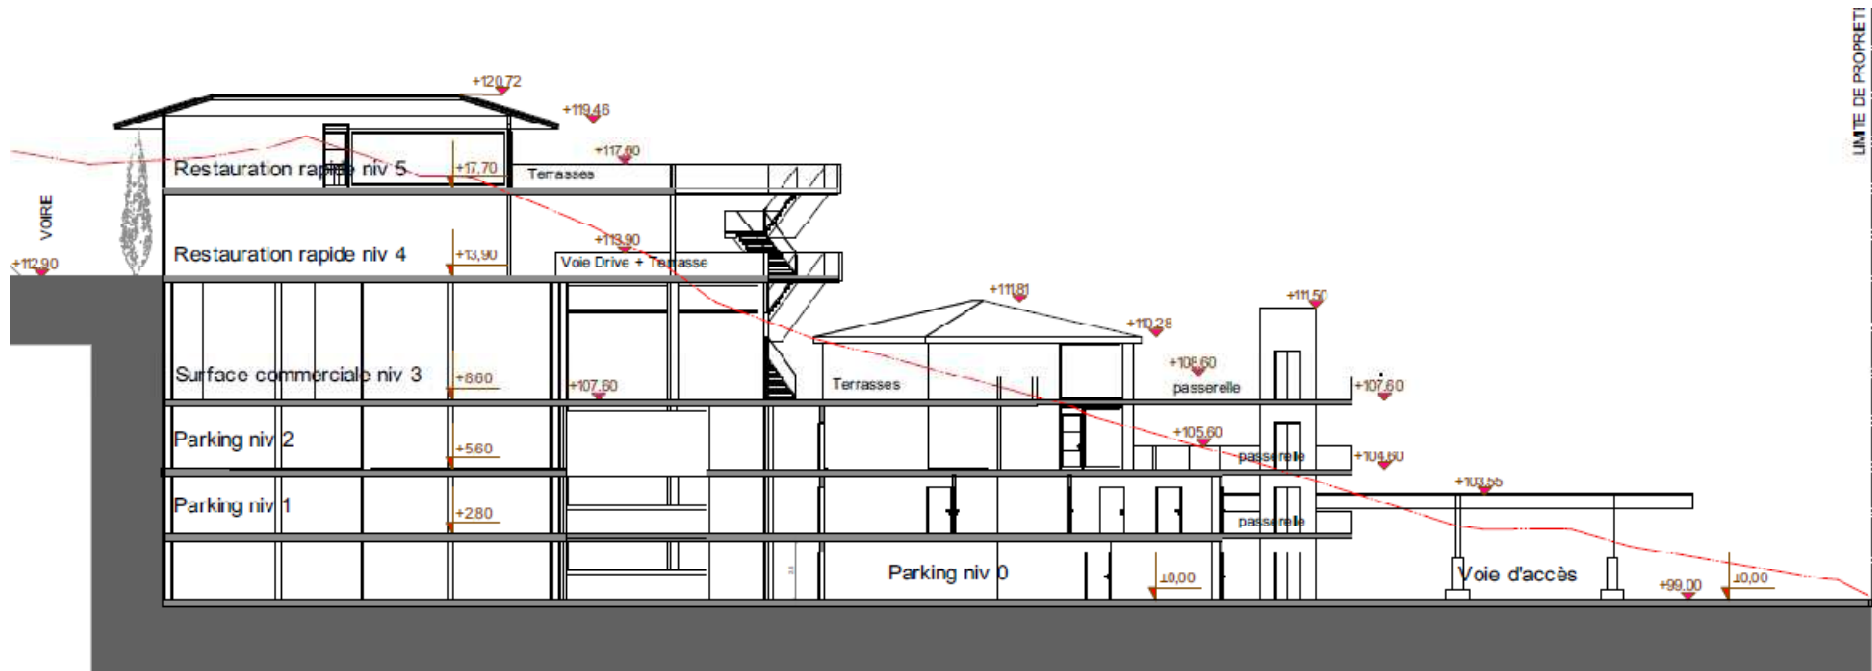 LIMITE DE PROPRETI
+120,72
+119,46
+117,60
Restauration rapide niv 5
+17,70
Terrasses
VOIRE
+113,90
Restauration rapide niv 4
+13,90
Voie Drive + Terrasse
+112,90
+111,81
+111,50
+110,28
Surface commerciale niv 3
+860
+107,60
Terrasses
+108,60
passerelle
+107,60
Parking niv 2
+560
+105,60
passerelle
+104,60
Parking niv 1
+280
+103,55
passerelle
Parking niv 0
±0,00
Voie d'accès
+99,00
±0,00